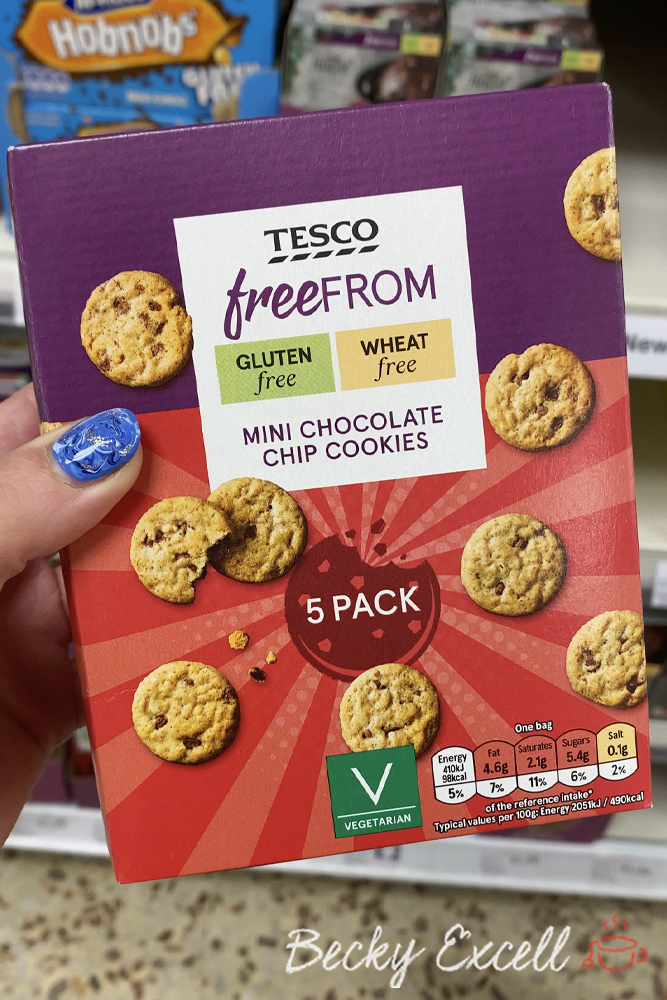 Hobnobs
GLUTEN
TESCO
freeFROM
GLUTEN
free
WHEAT
free
MINI CHOCOLATE
CHIP COOKIES
New
5 PACK
V
VEGETARIAN
One bag
Energy
410kJ
98kcal
5%
Fat
4.6g
7%
Saturates
2.1g
11%
Sugars
5.4g
6%
Salt
0.1g
2%
of the reference intake*
Typical values per 100g: Energy 2051kJ / 490kcal
Becky Excell